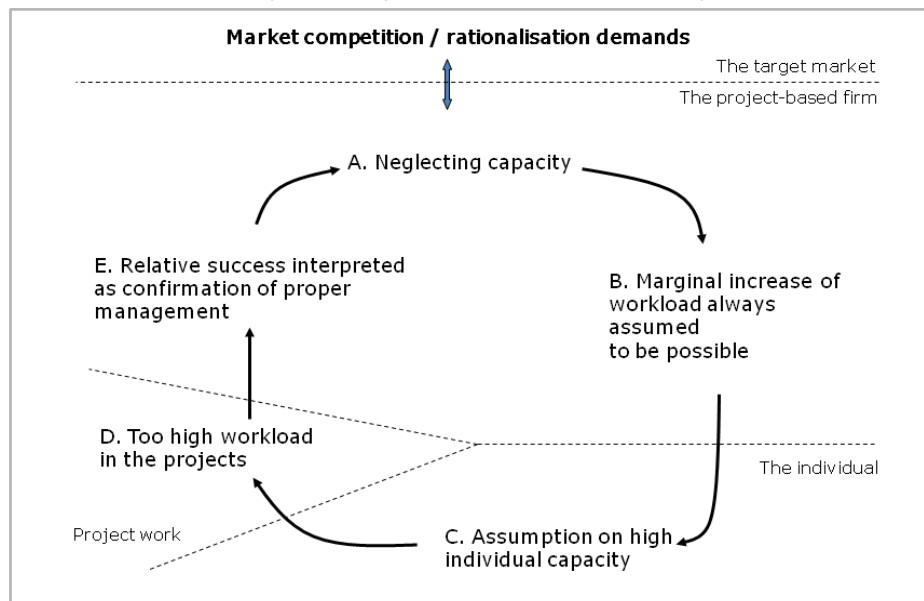 Market competition / rationalisation demands
The target market
The project-based firm
A. Neglecting capacity
E. Relative success interpreted
as confirmation of proper
management
B. Marginal increase of
workload always
assumed
to be possible
D. Too high workload
in the projects
The individual
Project work
C. Assumption on high
individual capacity